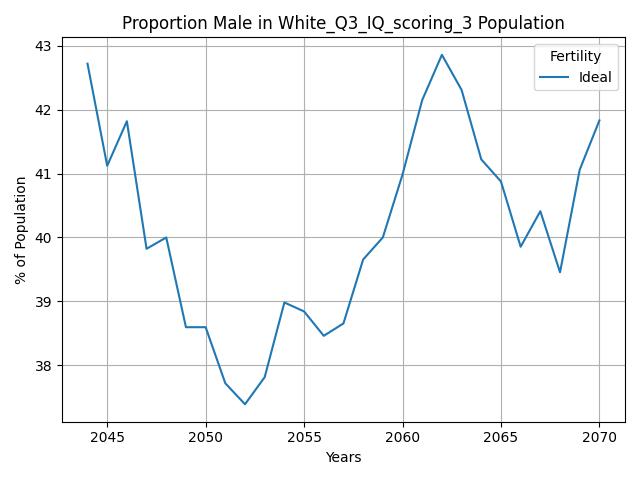 Proportion Male in White_Q3_IQ_scoring_3 Population
Fertility
Ideal
% of Population
43
42
41
40
39
38
2045 2050 2055 2060 2065 2070
Years